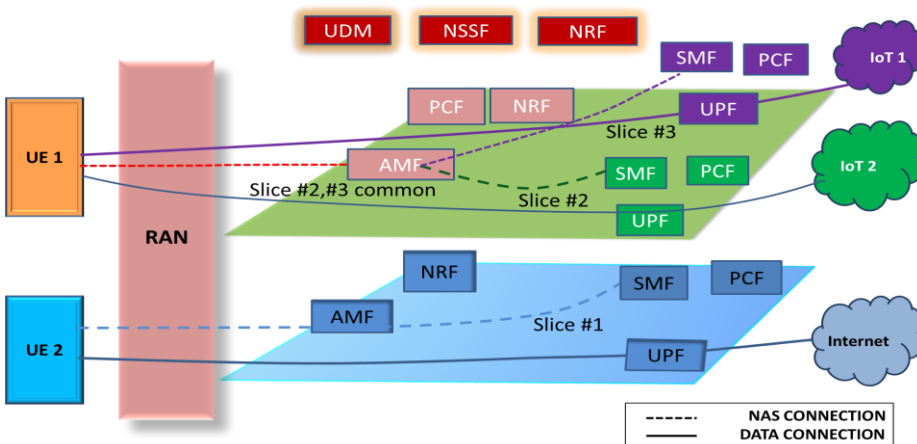 UDM
NSSF
NRF
SMF
PCF
IoT 1
PCF
NRF
UPF
Slice #3
UE 1
AMF
SMF
PCF
IoT 2
Slice #2,#3 common
Slice #2
UPF
RAN
NRF
SMF
PCF
AMF
Slice #1
UE 2
UPF
Internet
NAS CONNECTION
DATA CONNECTION